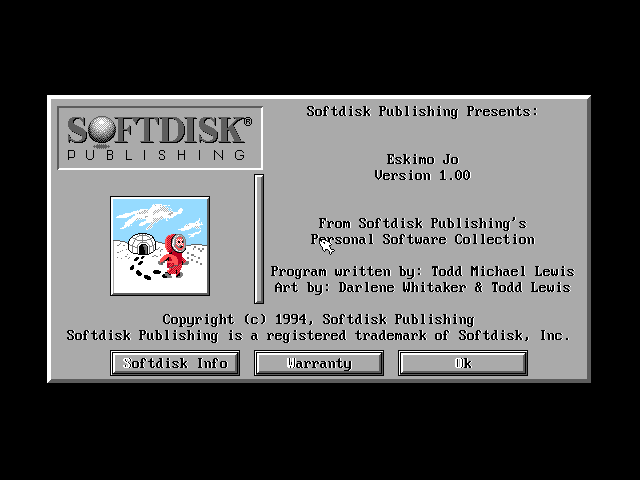 SOFTDISK®
PUBLISHING
Softdisk Publishing Presents:
Eskimo Jo
Version 1.00
From Softdisk Publishing's
Personal Software Collection
Program written by: Todd Michael Lewis
Art by: Darlene Whitaker & Todd Lewis
Copyright (c) 1994, Softdisk Publishing
Softdisk Publishing is a registered trademark of Softdisk, Inc.
Softdisk Info
Warranty
Ok